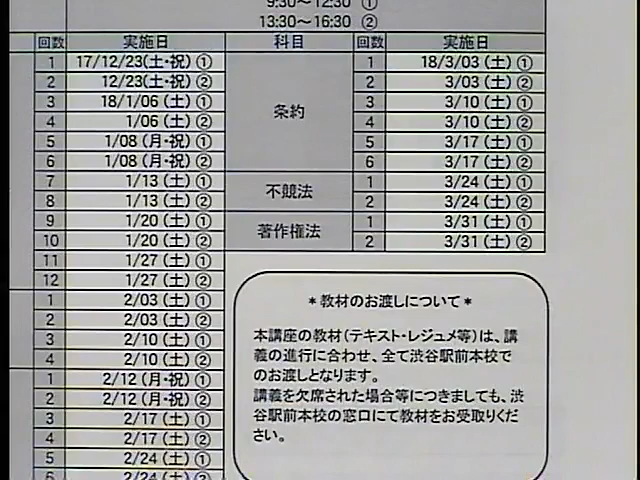 9:30～12:30 ①
13:30～16:30 ②
回数 実施日 科目 回数 実施日
1 17/12/23(土・祝) ① 条約 1 18/3/03 (土) ①
2 12/23(土・祝) ② 2 3/03 (土) ②
3 18/1/06 (土) ① 3 3/10 (土) ①
4 1/06 (土) ② 4 3/10 (土) ②
5 1/08 (月・祝) ① 5 3/17 (土) ①
6 1/08 (月・祝) ② 6 3/17 (土) ②
7 1/13 (土) ① 不競法 1 3/24 (土) ①
8 1/13 (土) ② 2 3/24 (土) ②
9 1/20 (土) ① 著作権法 1 3/31 (土) ①
10 1/20 (土) ② 2 3/31 (土) ②
11 1/27 (土) ①
12 1/27 (土) ②
1 2/03 (土) ①
2 2/03 (土) ②
3 2/10 (土) ①
4 2/10 (土) ②
1 2/12 (月・祝) ①
2 2/12 (月・祝) ②
3 2/17 (土) ①
4 2/17 (土) ②
5 2/24 (土) ①
6 2/24 (土) ②
＊教材のお渡しについて＊
本講座の教材（テキスト・レジュメ等）は、講
義の進行に合わせ、全て渋谷駅前本校で
のお渡しとなります。
講義を欠席された場合等につきましても、渋
谷駅前本校の窓口にて教材をお受取りくだ
さい。